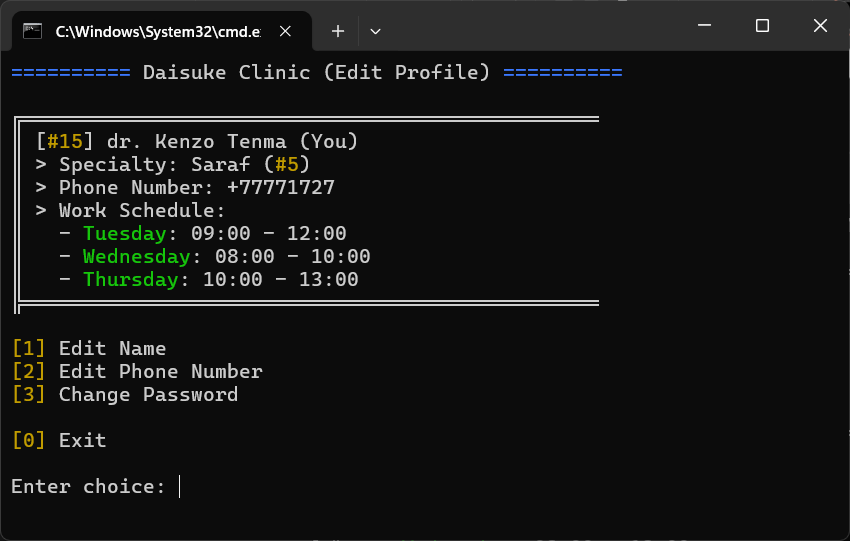 C:\Windows\System32\cmd.e
========== Daisuke Clinic (Edit Profile) ==========
[#15] dr. Kenzo Tenma (You)
> Specialty: Saraf (#5)
> Phone Number: +77771727
> Work Schedule:
- Tuesday: 09:00 - 12:00
- Wednesday: 08:00 - 10:00
- Thursday: 10:00 - 13:00
[1] Edit Name
[2] Edit Phone Number
[3] Change Password
[0] Exit
Enter choice: